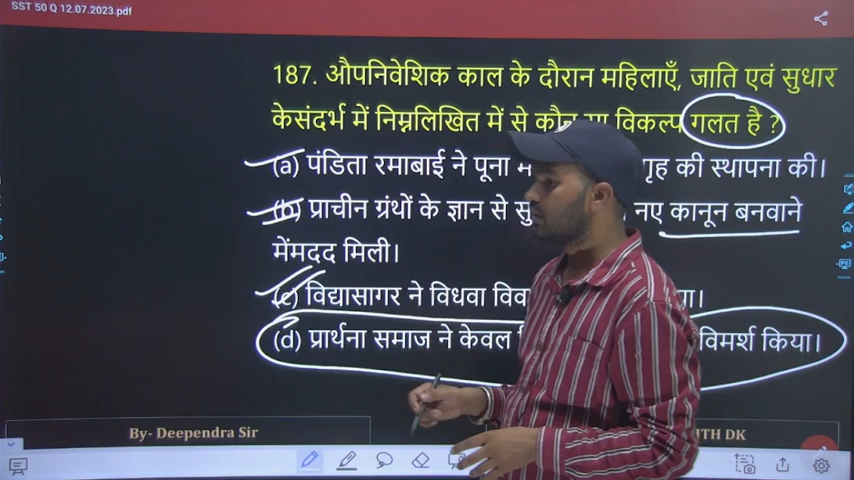 SST 50 Q 12.07.2023.pdf
187. औपनिवेशिक काल के दौरान महिलाएँ, जाति एवं सुधार
केसंदर्भ में निम्नलिखित में से कौन सा विकल्प गलत है ?
(a) पंडिता रमाबाई ने पूना गृह की स्थापना की।
(b) प्राचीन ग्रंथों के ज्ञान से नए कानून बनवाने
मेंमदद मिली।
(c) विद्यासागर ने विधवा
(d) प्रार्थना समाज ने केवल विमर्श किया।
By- Deependra Sir
DK